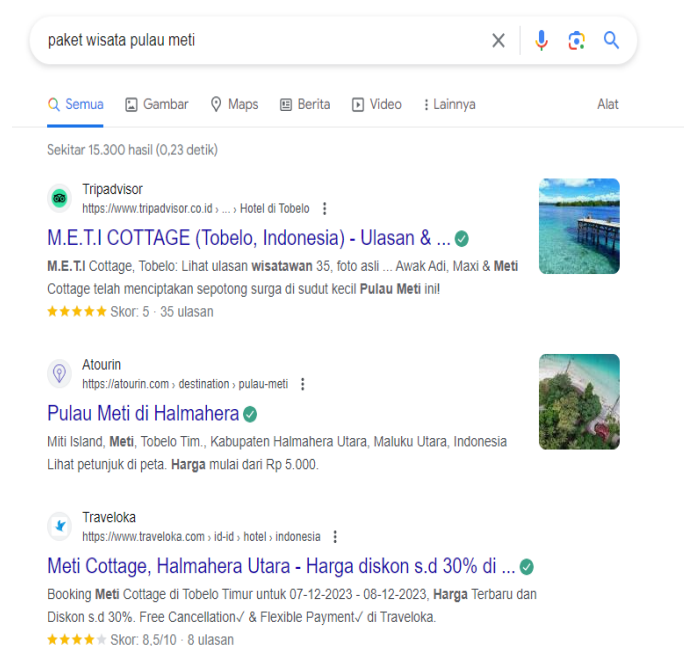 paket wisata pulau meti
Semua Gambar Maps Berita Video Lainnya Alat
Sekitar 15.300 hasil (0,23 detik)
Tripadvisor
https://www.tripadvisor.co.id › ... › Hotel di Tobelo
M.E.T.I COTTAGE (Tobelo, Indonesia) - Ulasan & ...
M.E.T.I Cottage, Tobelo: Lihat ulasan wisatawan 35, foto asli ... Awak Adi, Maxi & Meti
Cottage telah menciptakan sepotong surga di sudut kecil Pulau Meti ini!
Skor: 5 · 35 ulasan
Atourin
https://atourin.com › destination › pulau-meti
Pulau Meti di Halmahera
Miti Island, Meti, Tobelo Tim., Kabupaten Halmahera Utara, Maluku Utara, Indonesia
Lihat petunjuk di peta. Harga mulai dari Rp 5.000.
Traveloka
https://www.traveloka.com › id-id › hotel › indonesia
Meti Cottage, Halmahera Utara - Harga diskon s.d 30% di ...
Booking Meti Cottage di Tobelo Timur untuk 07-12-2023 - 08-12-2023, Harga Terbaru dan
Diskon s.d 30%. Free Cancellation✓ & Flexible Payment✓ di Traveloka.
Skor: 8,5/10 · 8 ulasan